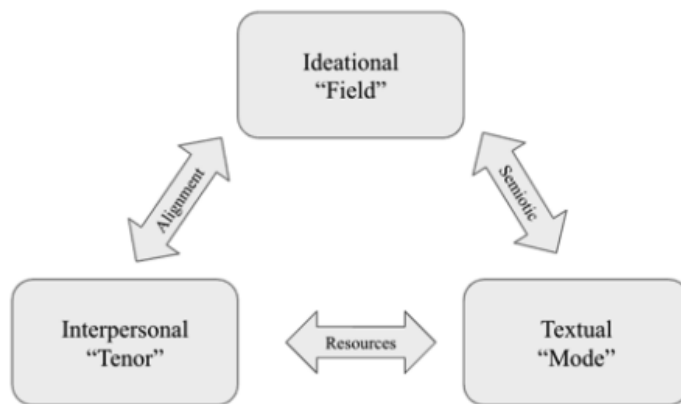 Ideational
“Field”
Alignment
Semiotic
Interpersonal
“Tenor”
Resources
Textual
“Mode”